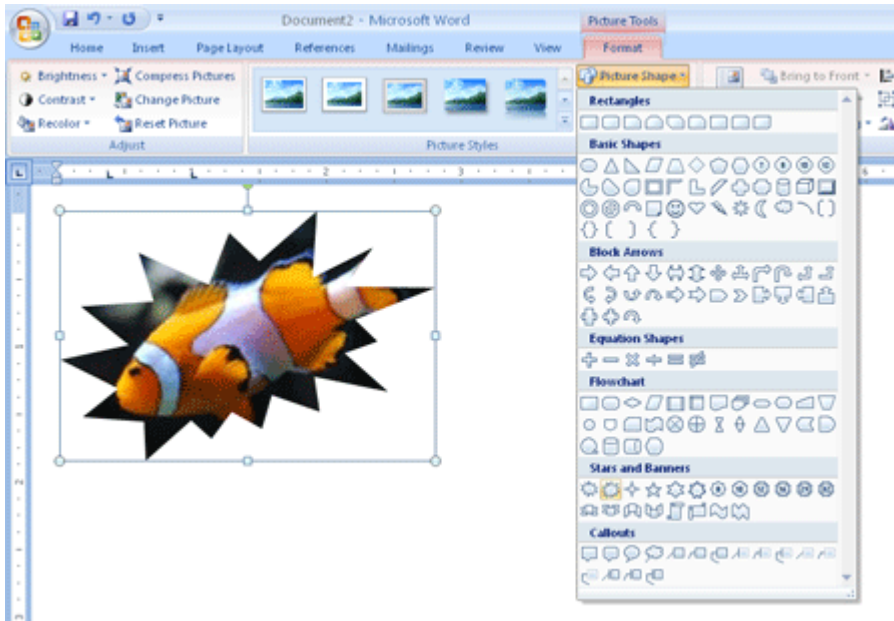 Document2 - Microsoft Word
Picture Tools
Home Insert Page Layout References Mailings Review View Format
Brightness
Compress Pictures
Picture Shape
Bring to Front
Contrast
Change Picture
Recolor
Reset Picture
Adjust
Picture Styles
Rectangles
Basic Shapes
Block Arrows
Equation Shapes
Flowchart
Stars and Banners
Callouts